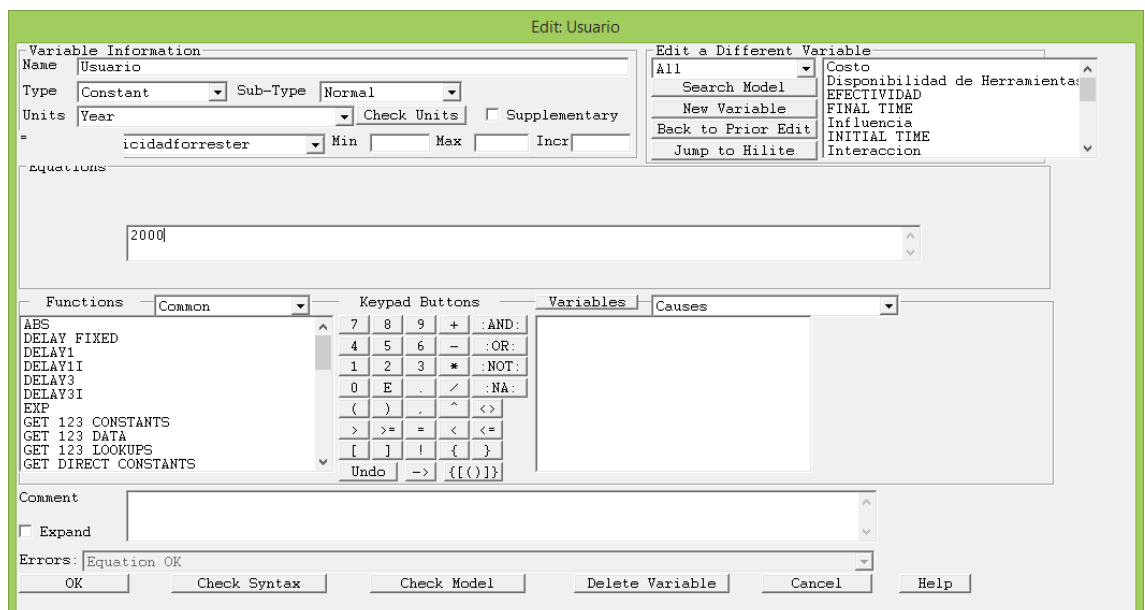 Edit: Usuario
Variable Information
Name Usuario
Type Constant Sub-Type Normal
Units Year Check Units Supplementary
= icidadforrester Min Max Incr
Edit a Different Variable
All
Search Model
New Variable
Back to Prior Edit
Jump to Hilite
Costo
Disponibilidad de Herramientas
EFECTIVIDAD
FINAL TIME
Influencia
INITIAL TIME
Interaccion
Equations
2000
Functions Common
ABS
DELAY FIXED
DELAY1
DELAY1I
DELAY3
DELAY3I
EXP
GET 123 CONSTANTS
GET 123 DATA
GET 123 LOOKUPS
GET DIRECT CONSTANTS
Keypad Buttons
7 8 9 + :AND:
4 5 6 - :OR:
1 2 3 * :NOT:
0 E . / :NA:
( ) , ^ <>
> >= = < <=
[ ] ! { }
Undo -> {[()]}
Variables Causes
Comment
Expand
Errors: Equation OK
OK Check Syntax Check Model Delete Variable Cancel Help